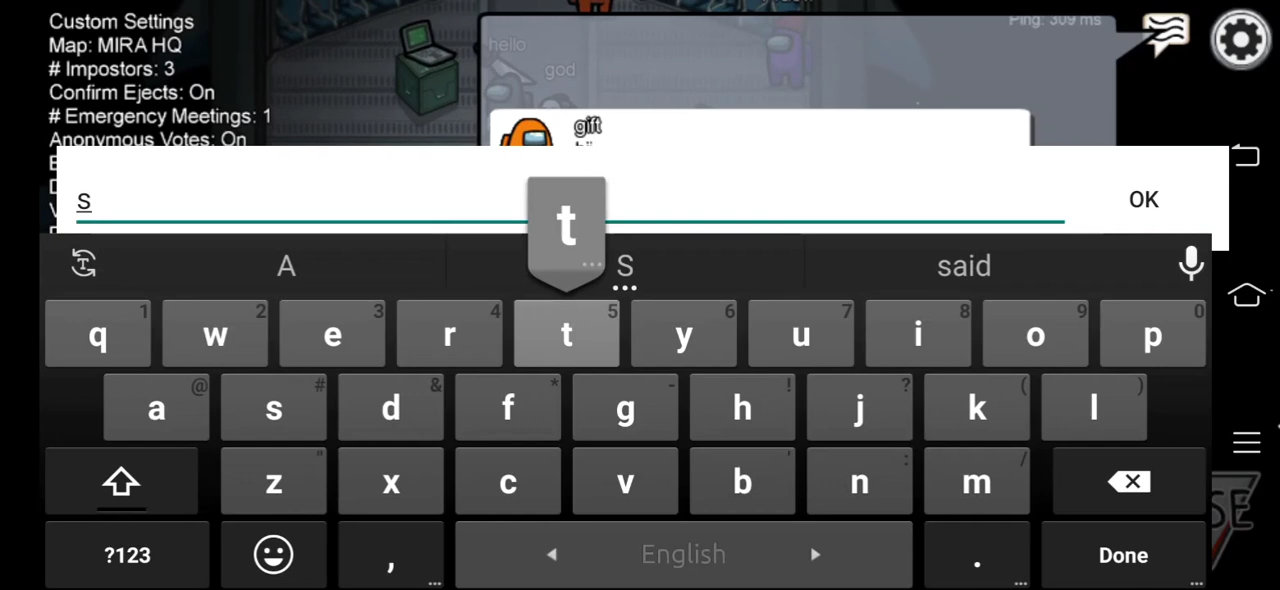 Custom Settings
Map: MIRA HQ
# Impostors: 3
Confirm Ejects: On
# Emergency Meetings: 1
Anonymous Votes: On
Ping: 309 ms
hello
god
gift
S
OK
t
A
S
said
q 1 w 2 e 3 r 4 t 5 y 6 u 7 i 8 o 9 p 0
a @ s # d & f * g - h ! j ? k ( l )
z " x c v b ' n : m /
?123 , English . Done